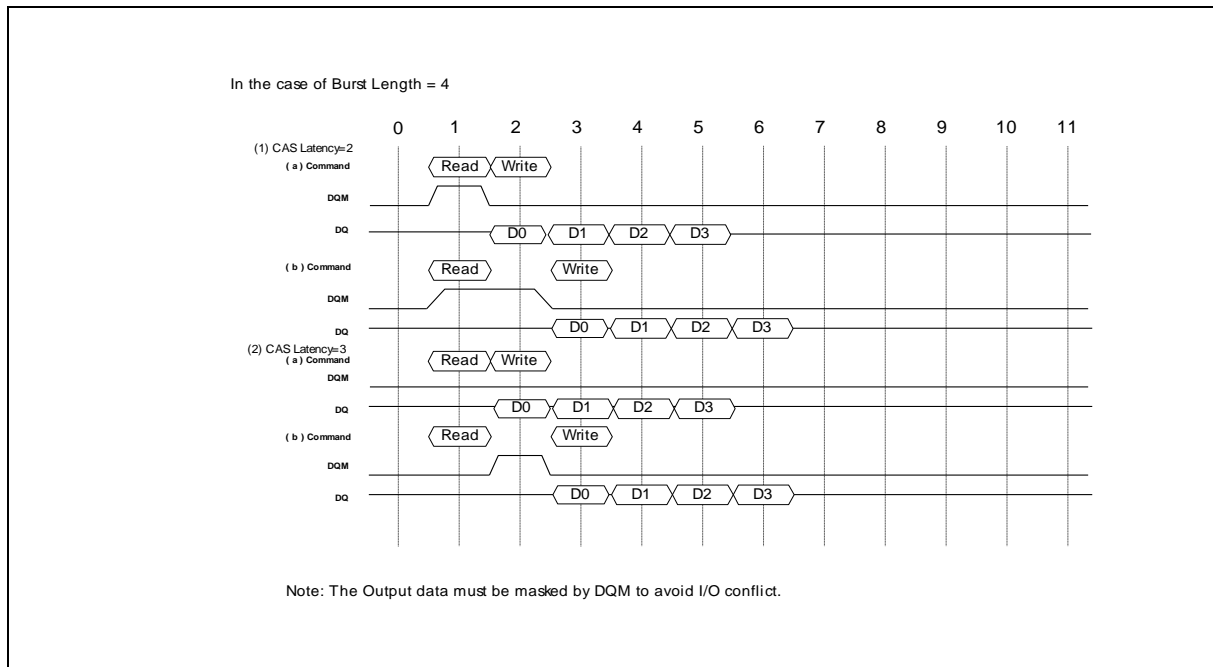 In the case of Burst Length = 4
0 1 2 3 4 5 6 7 8 9 10 11
(1) CAS Latency=2
( a ) Command Read Write
DQM
DQ D0 D1 D2 D3
( b ) Command Read Write
DQM
DQ D0 D1 D2 D3
(2) CAS Latency=3
( a ) Command Read Write
DQM
DQ D0 D1 D2 D3
( b ) Command Read Write
DQM
DQ D0 D1 D2 D3
Note: The Output data must be masked by DQM to avoid I/O conflict.